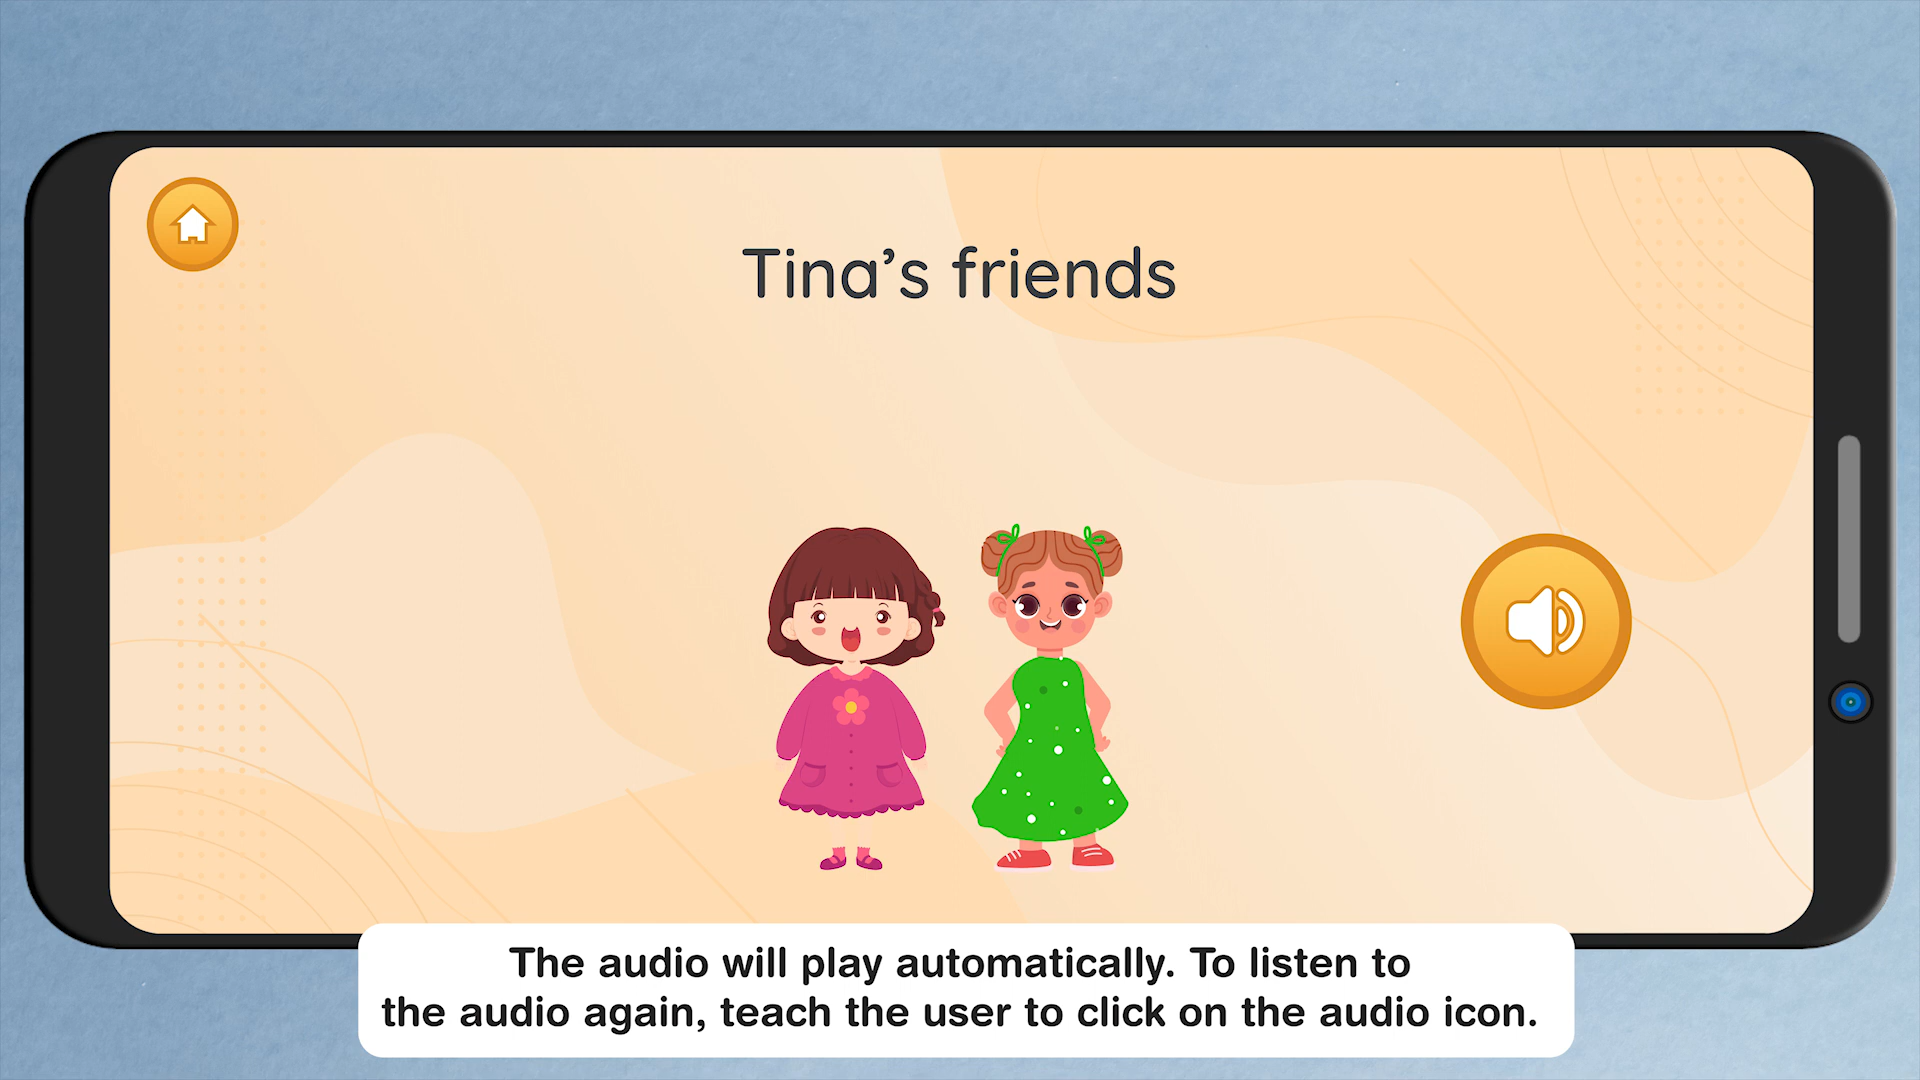 Tina’s friends
The audio will play automatically. To listen to
the audio again, teach the user to click on the audio icon.